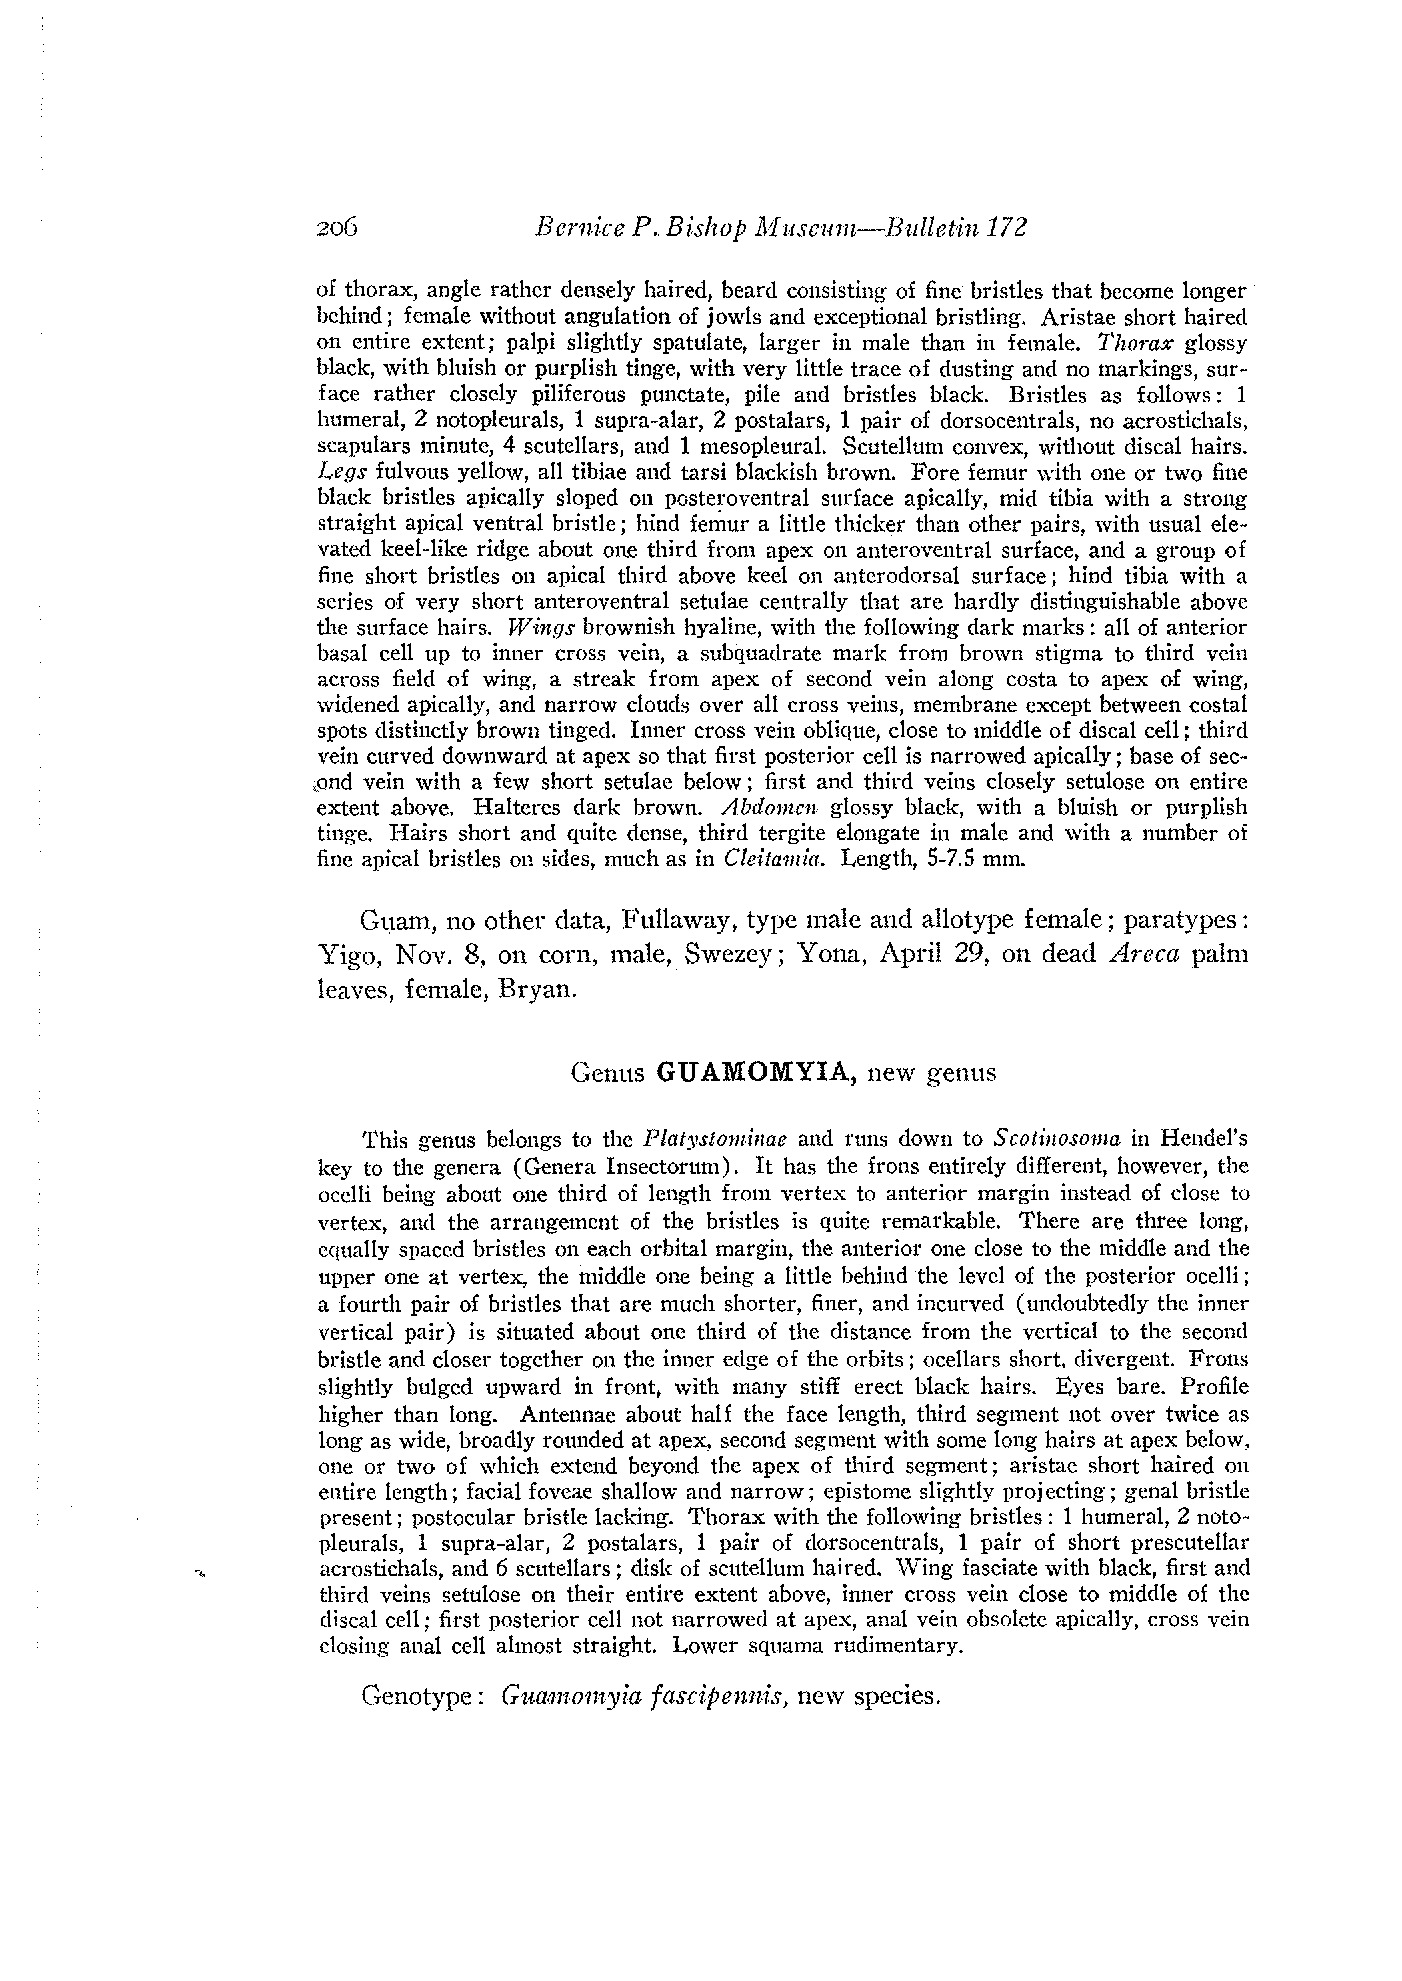 206 Bernice P. Bishop Museum—Bulletin 172
of thorax, angle rather densely haired, beard consisting of fine bristles that become longer
behind; female without angulation of jowls and exceptional bristling. Aristae short haired
on entire extent; palpi slightly spatulate, larger in male than in female. Thorax glossy
black, with bluish or purplish tinge, with very little trace of dusting and no markings, sur-
face rather closely piliferous punctate, pile and bristles black. Bristles as follows: 1
humeral, 2 notopleurals, 1 supra-alar, 2 postalars, 1 pair of dorsocentrals, no acrostichals,
scapulars minute, 4 scutellars, and 1 mesopleural. Scutellum convex, without discal hairs.
Legs fulvous yellow, all tibiae and tarsi blackish brown. Fore femur with one or two fine
black bristles apically sloped on posteroventral surface apically, mid tibia with a strong
straight apical ventral bristle; hind femur a little thicker than other pairs, with usual ele-
vated keel-like ridge about one third from apex on anteroventral surface, and a group of
fine short bristles on apical third above keel on anterodorsal surface; hind tibia with a
series of very short anteroventral setulae centrally that are hardly distinguishable above
the surface hairs. Wings brownish hyaline, with the following dark marks: all of anterior
basal cell up to inner cross vein, a subquadrate mark from brown stigma to third vein
across field of wing, a streak from apex of second vein along costa to apex of wing,
widened apically, and narrow clouds over all cross veins, membrane except between costal
spots distinctly brown tinged. Inner cross vein oblique, close to middle of discal cell; third
vein curved downward at apex so that first posterior cell is narrowed apically; base of sec-
ond vein with a few short setulae below; first and third veins closely setulose on entire
extent above. Halteres dark brown. Abdomen glossy black, with a bluish or purplish
tinge. Hairs short and quite dense, third tergite elongate in male and with a number of
fine apical bristles on sides, much as in Cleitamia. Length, 5-7.5 mm.
Guam, no other data, Fullaway, type male and allotype female; paratypes:
Yigo, Nov. 8, on corn, male, Swezey; Yona, April 29, on dead Areca palm
leaves, female, Bryan.
Genus GUAMOMYIA, new genus
This genus belongs to the Platystominae and runs down to Scotinosoma in Hendel's
key to the genera (Genera Insectorum). It has the frons entirely different, however, the
ocelli being about one third of length from vertex to anterior margin instead of close to
vertex, and the arrangement of the bristles is quite remarkable. There are three long,
equally spaced bristles on each orbital margin, the anterior one close to the middle and the
upper one at vertex, the middle one being a little behind the level of the posterior ocelli;
a fourth pair of bristles that are much shorter, finer, and incurved (undoubtedly the inner
vertical pair) is situated about one third of the distance from the vertical to the second
bristle and closer together on the inner edge of the orbits; ocellars short, divergent. Frons
slightly bulged upward in front, with many stiff erect black hairs. Eyes bare. Profile
higher than long. Antennae about half the face length, third segment not over twice as
long as wide, broadly rounded at apex, second segment with some long hairs at apex below,
one or two of which extend beyond the apex of third segment; aristae short haired on
entire length; facial foveae shallow and narrow; epistome slightly projecting; genal bristle
present; postocular bristle lacking. Thorax with the following bristles: 1 humeral, 2 noto-
pleurals, 1 supra-alar, 2 postalars, 1 pair of dorsocentrals, 1 pair of short prescutellar
acrostichals, and 6 scutellars; disk of scutellum haired. Wing fasciate with black, first and
third veins setulose on their entire extent above, inner cross vein close to middle of the
discal cell; first posterior cell not narrowed at apex, anal vein obsolete apically, cross vein
closing anal cell almost straight. Lower squama rudimentary.
Genotype: Guamomyia fascipennis, new species.